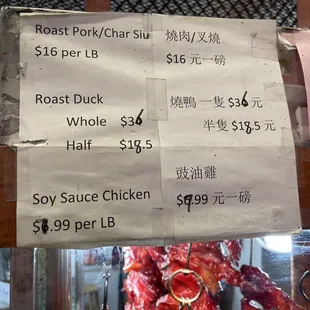 Roast Pork/Char Siu 燒肉/叉燒
$16 per LB $16 元一磅
Roast Duck 燒鴨 一隻 $36 元
Whole $36 半隻 $18.5 元
Half $18.5
豉油雞
Soy Sauce Chicken $9.99 元一磅
.99 per LB